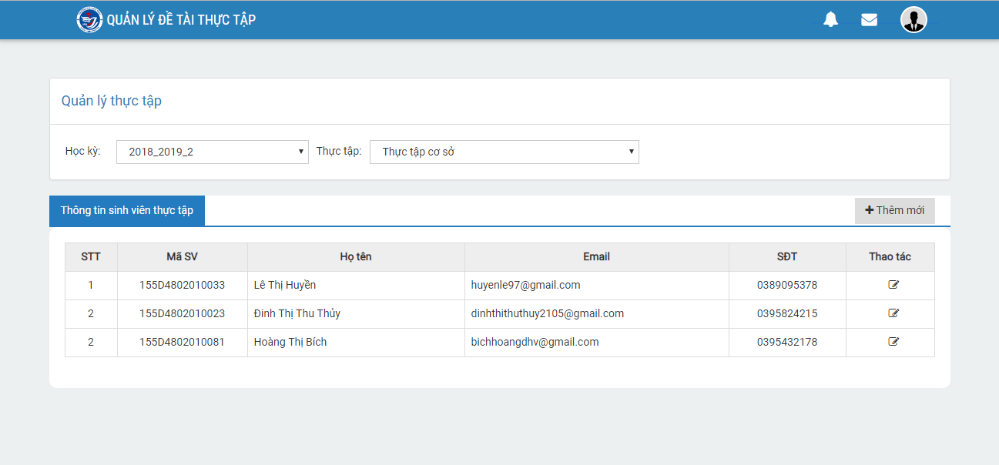 QUẢN LÝ ĐỀ TÀI THỰC TẬP
Quản lý thực tập
Học kỳ: 2018_2019_2 Thực tập: Thực tập cơ sở
Thông tin sinh viên thực tập Thêm mới
STT Mã SV Họ tên Email SĐT Thao tác
1 155D4802010033 Lê Thị Huyền huyenle97@gmail.com 0389095378
2 155D4802010023 Đinh Thị Thu Thủy dinhthithuthuy2105@gmail.com 0395824215
2 155D4802010081 Hoàng Thị Bích bichhoangdhv@gmail.com 0395432178